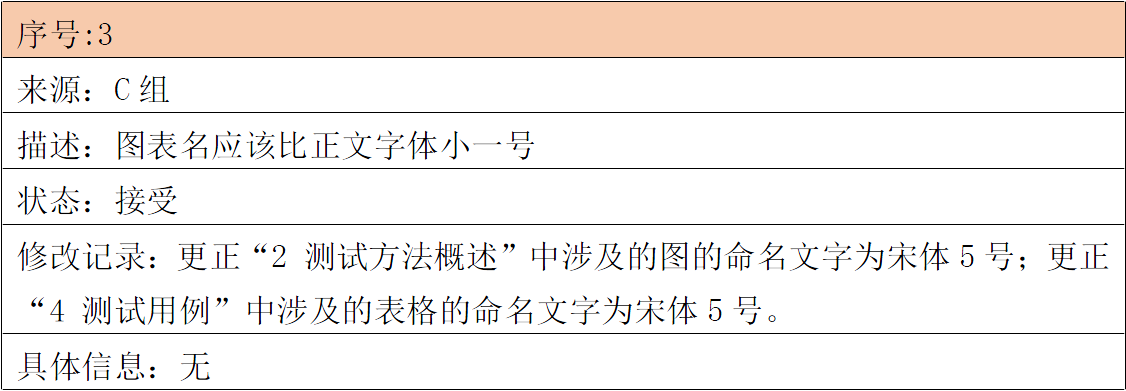 序号:3
来源：C 组
描述：图表名应该比正文字体小一号
状态：接受
修改记录：更正“2 测试方法概述”中涉及的图的命名文字为宋体 5 号；更正
“4 测试用例”中涉及的表格的命名文字为宋体 5 号。
具体信息：无